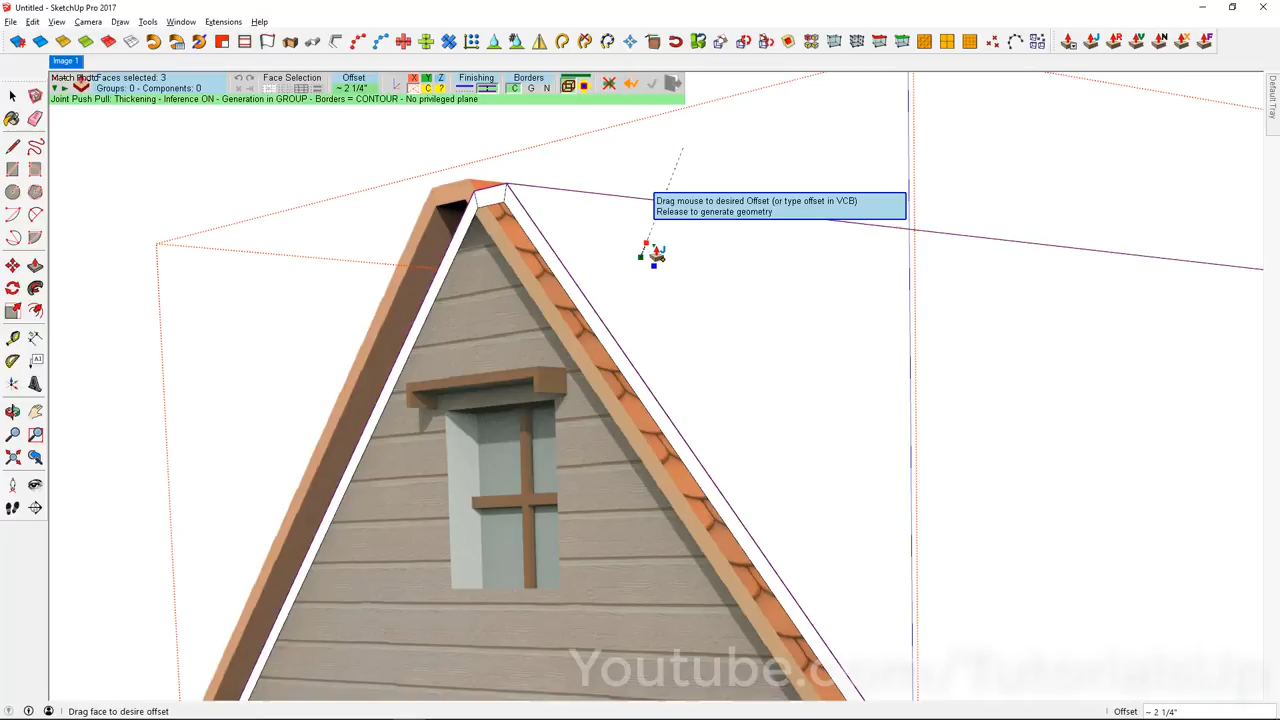 Untitled - SketchUp Pro 2017
File Edit View Camera Draw Tools Window Extensions Help
Image 1
Faces selected: 3
Groups: 0 - Components: 0
Face Selection
Offset
~ 2 1/4"
X Y Z
C ?
Finishing
Borders
C G N
Joint Push Pull: Thickening - Inference ON - Generation in GROUP - Borders = CONTOUR - No privileged plane
Default Tray
Drag mouse to desired Offset (or type offset in VCB)
Release to generate geometry
Youtube.
Drag face to desire offset
Offset ~ 2 1/4"